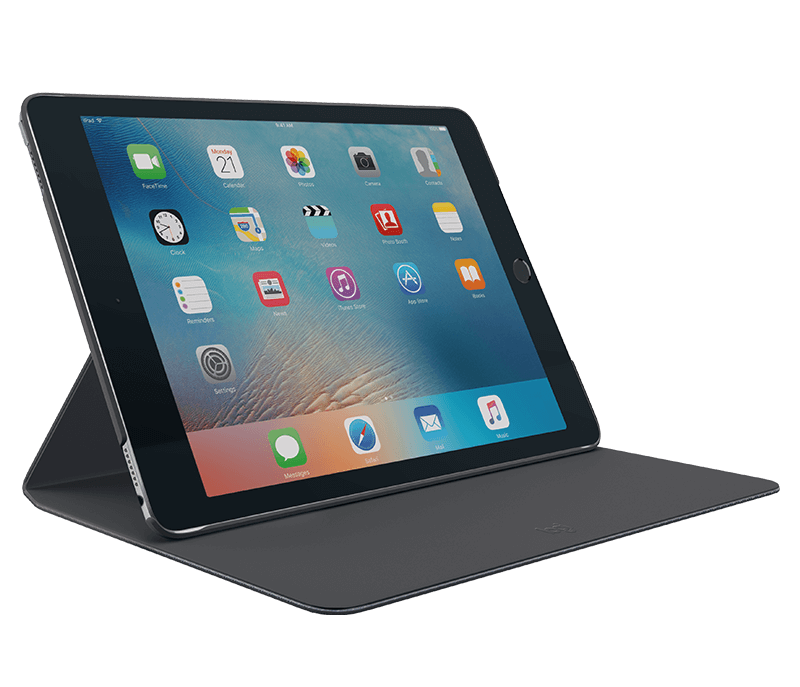 iPad 9:41 AM
FaceTime
Monday
21
Calendar
Photos
Camera
Contacts
Clock
Maps
Videos
Photo Booth
Notes
Reminders
News
iTunes Store
App Store
iBooks
Settings
Messages
Safari
Mail
Music